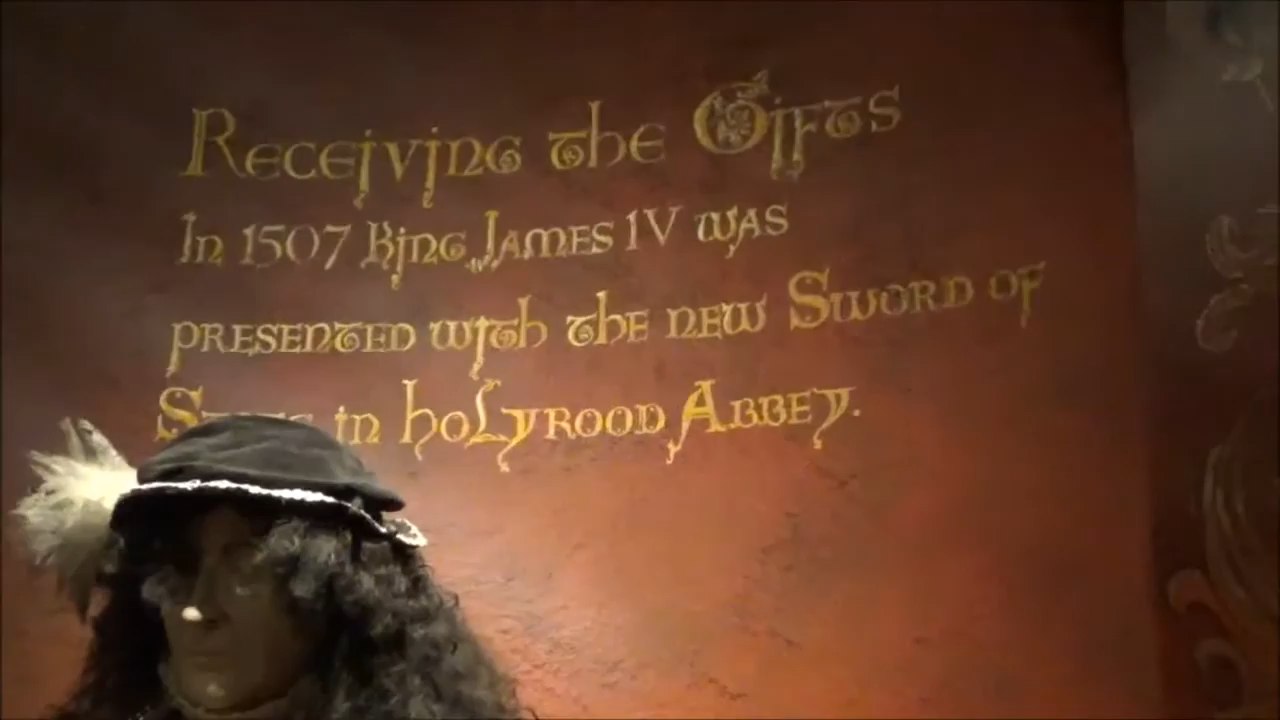 Receiving the Gifts
In 1507 King James IV was
presented with the new Sword of
in holyrood Abbey.